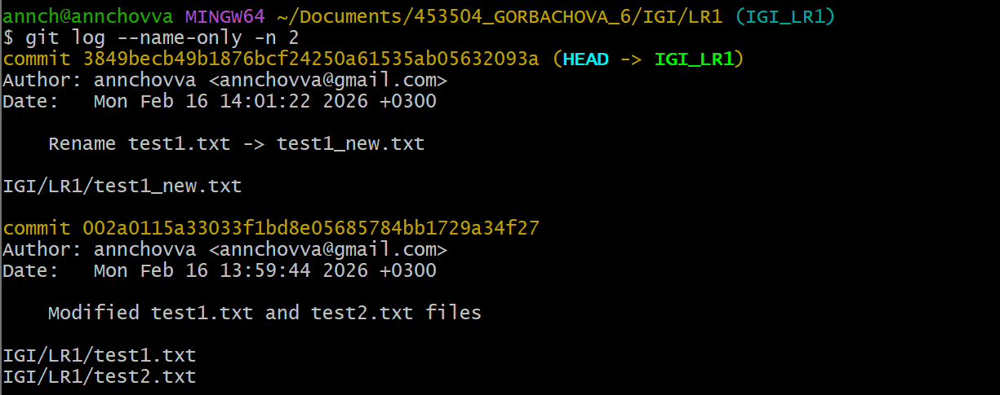 annch@annchovva MINGW64 ~/Documents/453504_GORBACHOVA_6/IGI/LR1 (IGI_LR1)
$ git log --name-only -n 2
commit 3849becb49b1876bcf24250a61535ab05632093a (HEAD -> IGI_LR1)
Author: annchovva <annchovva@gmail.com>
Date:   Mon Feb 16 14:01:22 2026 +0300

    Rename test1.txt -> test1_new.txt

IGI/LR1/test1_new.txt

commit 002a0115a33033f1bd8e05685784bb1729a34f27
Author: annchovva <annchovva@gmail.com>
Date:   Mon Feb 16 13:59:44 2026 +0300

    Modified test1.txt and test2.txt files

IGI/LR1/test1.txt
IGI/LR1/test2.txt